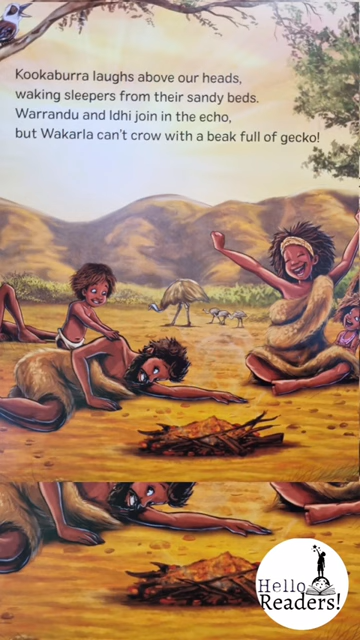 Kookaburra laughs above our heads,
waking sleepers from their sandy beds.
Warrandu and Idhi join in the echo,
but Wakarla can't crow with a beak full of gecko!
Hello
Readers!